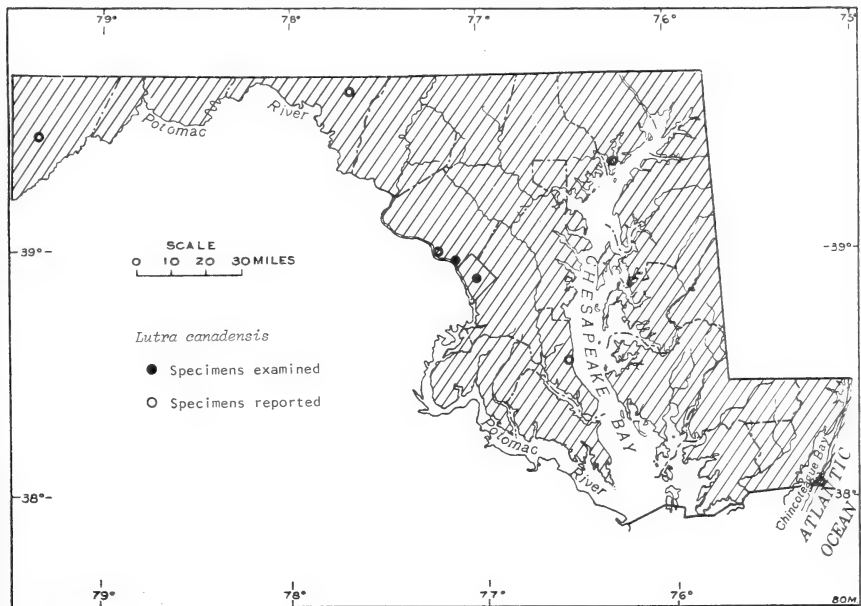 79° 78° 77° 76° 75°
Potomac
River
39° 39°
SCALE
0 10 20 30 MILES
CHESAPEAKE BAY
Lutra canadensis
Specimens examined
Specimens reported
Potomac
River
38° 38°
Chincoteague Bay
ATLANTIC
OCEAN
79° 78° 77° 76°
80M.